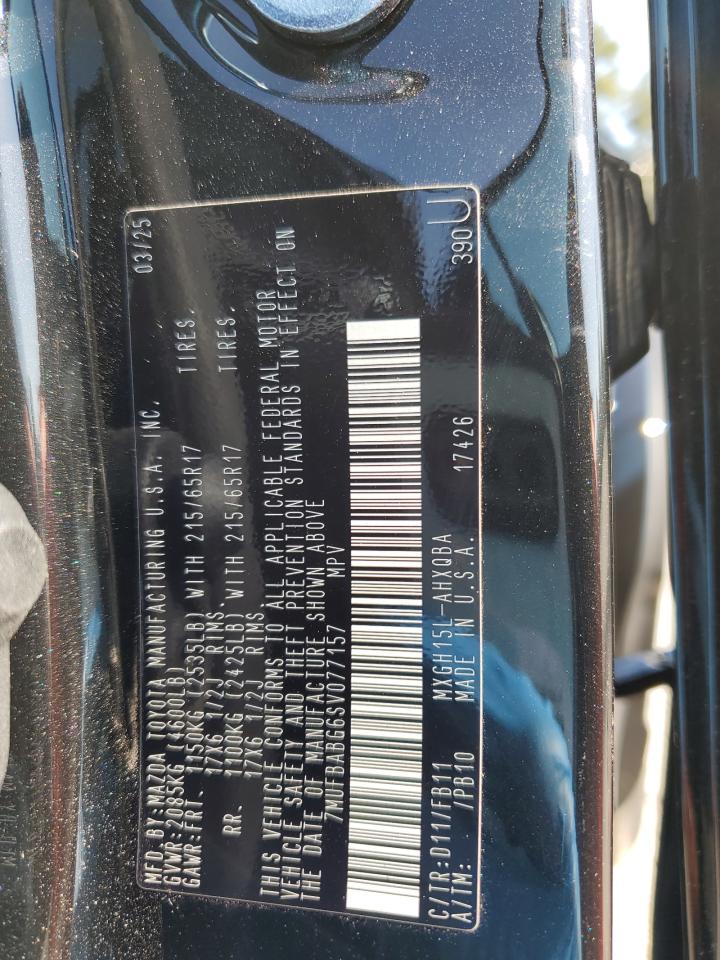 MFD.BY:MAZDA TOYOTA MANUFACTURING U.S.A. INC. 03/25
GVWR:2085KG (4600LB)
GAWR:FRT. 1150KG (2535LB) WITH 215/65R17 TIRES.
17X6 1/2J RIMS.
RR. 1100KG (2425LB) WITH 215/65R17 TIRES.
17X6 1/2J RIMS.
THIS VEHICLE CONFORMS TO ALL APPLICABLE FEDERAL MOTOR
VEHICLE SAFETY AND THEFT PREVENTION STANDARDS IN EFFECT ON
THE DATE OF MANUFACTURE SHOWN ABOVE
7MUFBABG6SV077157 MPV
C/TR:D11/FB11 MXGH15L-AHXQBA 390 U
A/TM: /PB10 MADE IN U.S.A. 17426